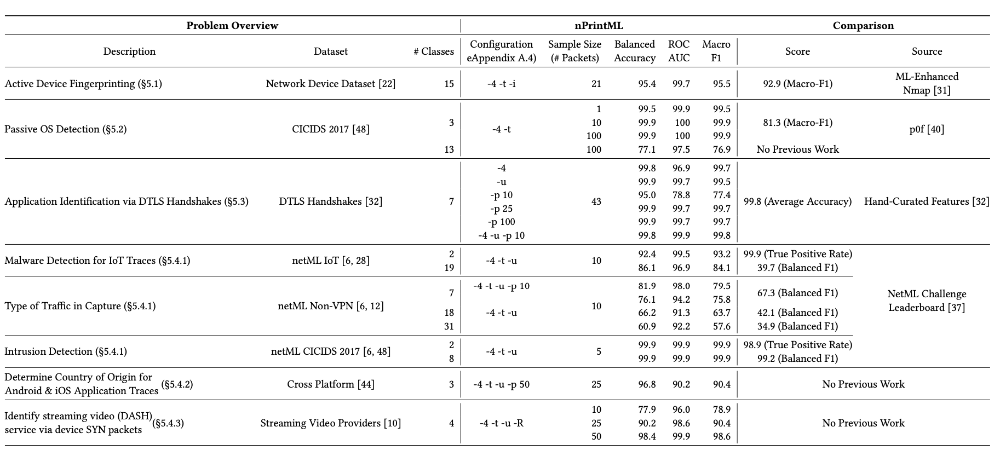 Problem Overview nPrintML Comparison
Description Dataset # Classes Configuration eAppendix A.4) Sample Size (# Packets) Balanced Accuracy ROC AUC Macro F1 Score Source
Active Device Fingerprinting (§5.1) Network Device Dataset [22] 15 -4 -t -i 21 95.4 99.7 95.5 92.9 (Macro-F1) ML-Enhanced Nmap [31]
Passive OS Detection (§5.2) CICIDS 2017 [48] 3 -4 -t 1 99.5 99.9 99.5 81.3 (Macro-F1) p0f [40]
10 99.9 100 99.9
100 99.9 100 99.9
13 100 77.1 97.5 76.9 No Previous Work
Application Identification via DTLS Handshakes (§5.3) DTLS Handshakes [32] 7 43 99.8 (Average Accuracy) Hand-Curated Features [32]
-4 99.8 96.9 99.7
-u 99.9 99.7 99.5
-p 10 95.0 78.8 77.4
-p 25 99.9 99.7 99.7
-p 100 99.9 99.7 99.7
-4 -u -p 10 99.8 99.9 99.8
Malware Detection for IoT Traces (§5.4.1) netML IoT [6, 28] 2 -4 -t -u 10 92.4 99.5 93.2 99.9 (True Positive Rate) NetML Challenge Leaderboard [37]
19 86.1 96.9 84.1 39.7 (Balanced F1)
Type of Traffic in Capture (§5.4.1) netML Non-VPN [6, 12] 7 -4 -t -u -p 10 10 81.9 98.0 79.5 67.3 (Balanced F1)
-4 -t -u 76.1 94.2 75.8
18 66.2 91.3 63.7 42.1 (Balanced F1)
31 60.9 92.2 57.6 34.9 (Balanced F1)
Intrusion Detection (§5.4.1) netML CICIDS 2017 [6, 48] 2 -4 -t -u 5 99.9 99.9 99.9 98.9 (True Positive Rate)
8 99.9 99.9 99.9 99.2 (Balanced F1)
Determine Country of Origin for
Android & iOS Application Traces (§5.4.2) Cross Platform [44] 3 -4 -t -u -p 50 25 96.8 90.2 90.4 No Previous Work
Identify streaming video (DASH)
service via device SYN packets (§5.4.3) Streaming Video Providers [10] 4 -4 -t -u -R 10 77.9 96.0 78.9 No Previous Work
25 90.2 98.6 90.4
50 98.4 99.9 98.6